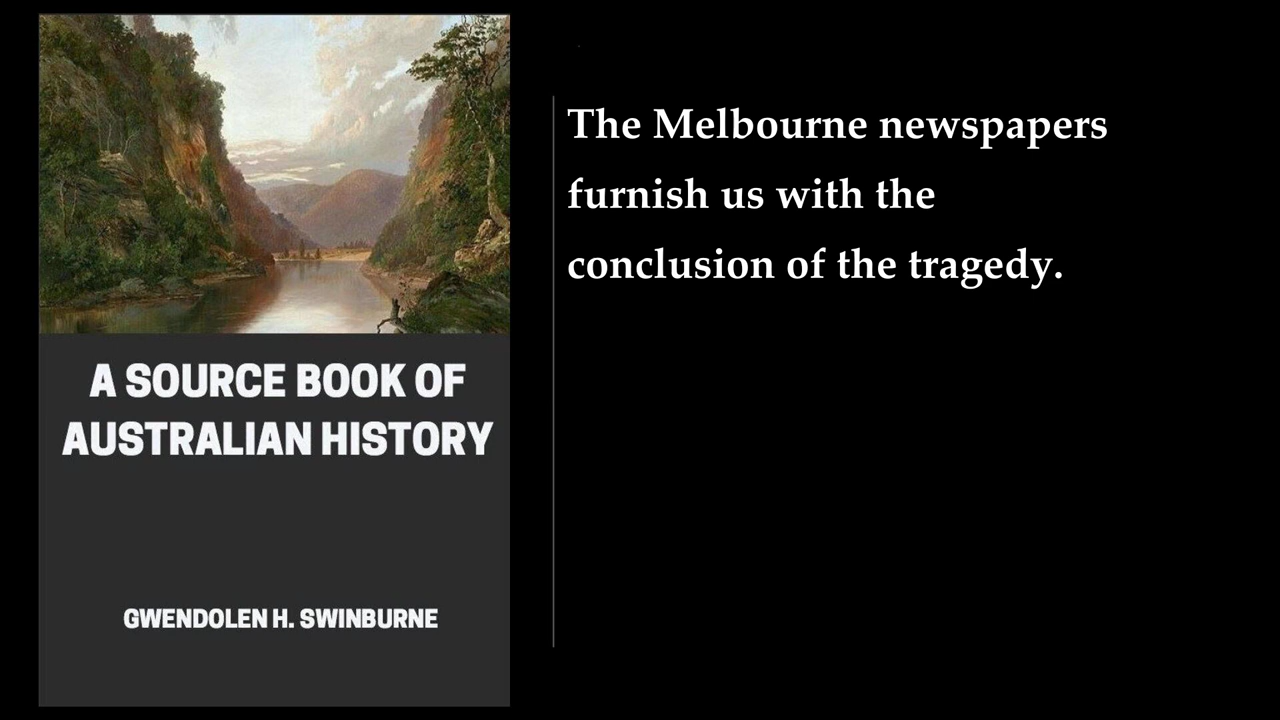 A SOURCE BOOK OF
AUSTRALIAN HISTORY
GWENDOLEN H. SWINBURNE
The Melbourne newspapers
furnish us with the
conclusion of the tragedy.